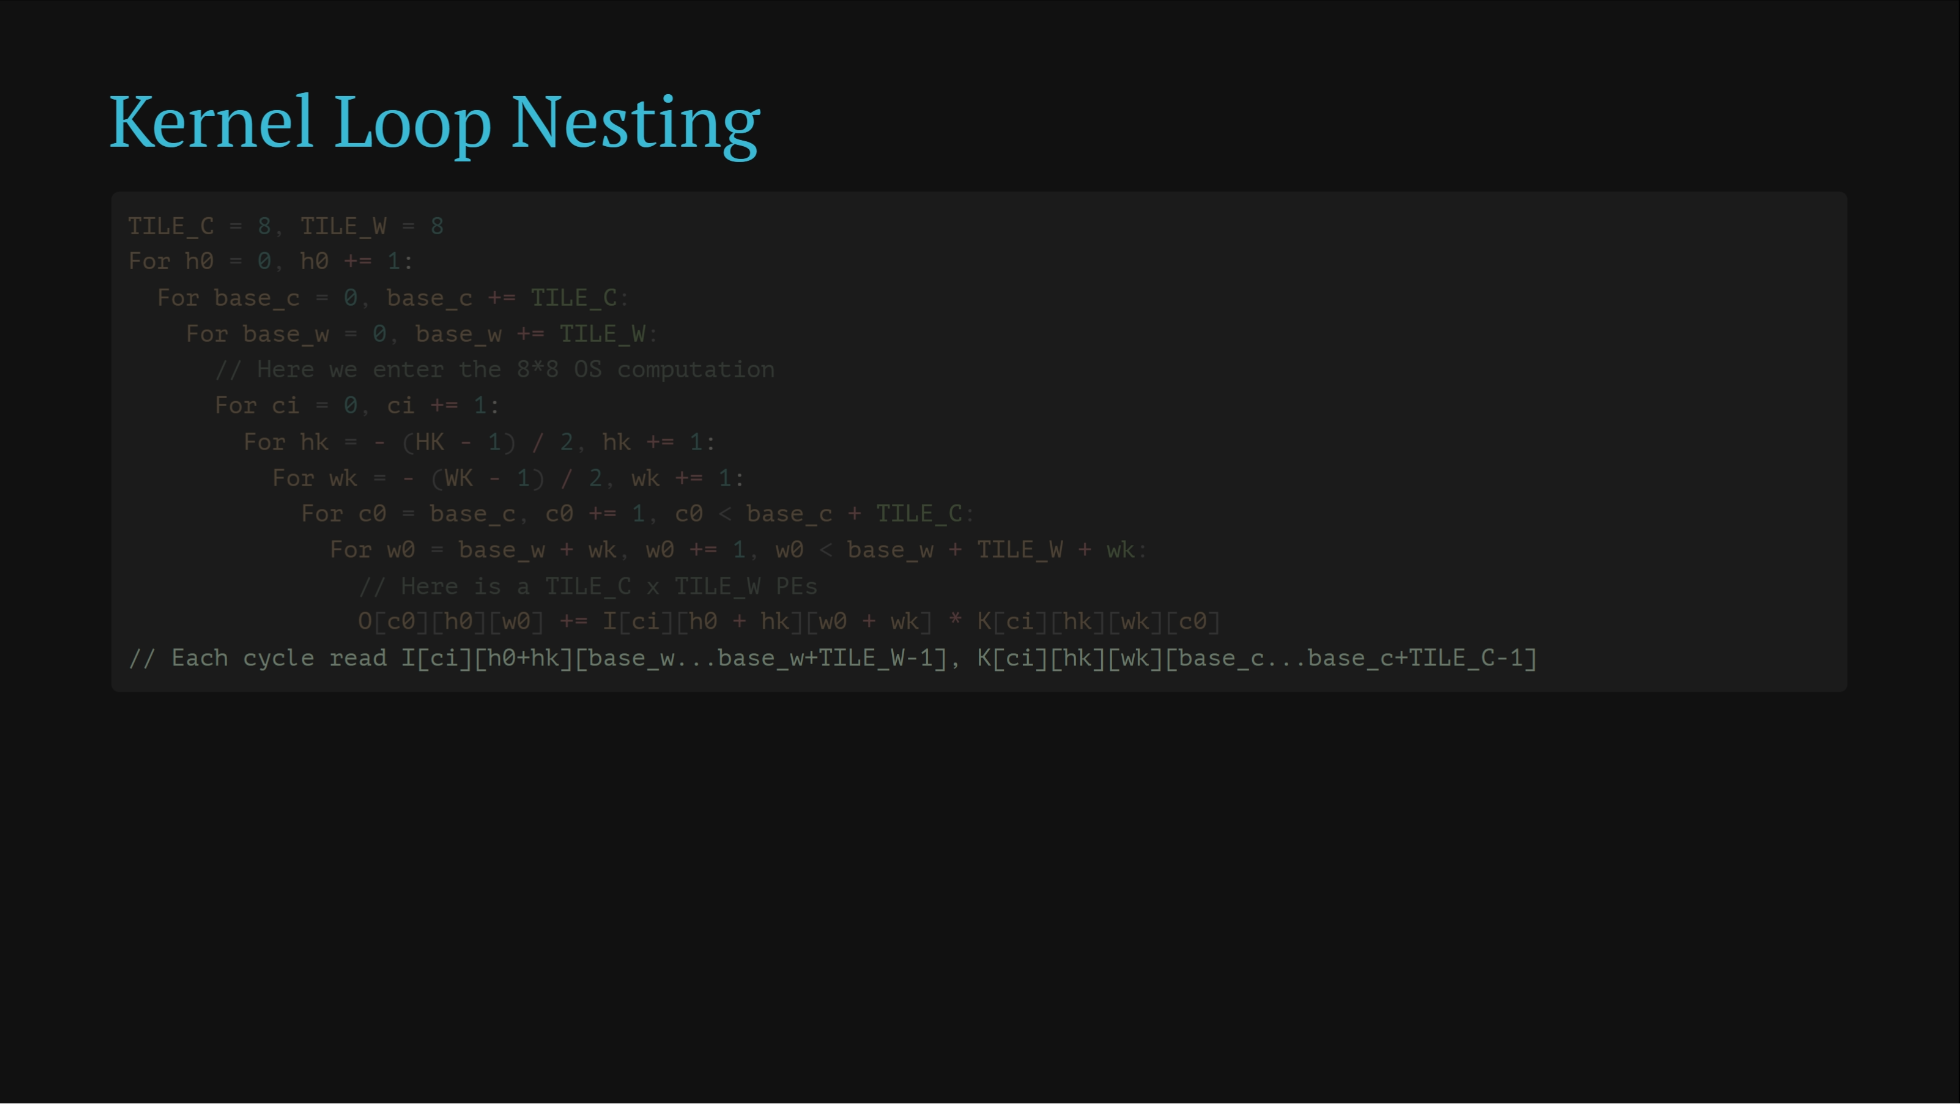 Kernel Loop Nesting
TILE_C = 8, TILE_W = 8
For h0 = 0, h0 += 1:
  For base_c = 0, base_c += TILE_C:
    For base_w = 0, base_w += TILE_W:
      // Here we enter the 8*8 OS computation
      For ci = 0, ci += 1:
        For hk = - (HK - 1) / 2, hk += 1:
          For wk = - (WK - 1) / 2, wk += 1:
            For c0 = base_c, c0 += 1, c0 < base_c + TILE_C:
              For w0 = base_w + wk, w0 += 1, w0 < base_w + TILE_W + wk:
                // Here is a TILE_C x TILE_W PEs
                O[c0][h0][w0] += I[ci][h0 + hk][w0 + wk] * K[ci][hk][wk][c0]
// Each cycle read I[ci][h0+hk][base_w...base_w+TILE_W-1], K[ci][hk][wk][base_c...base_c+TILE_C-1]